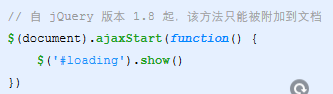 // 自 jQuery 版本 1.8 起，该方法只能被附加到文档
$(document).ajaxStart(function() {
    $('#loading').show()
})